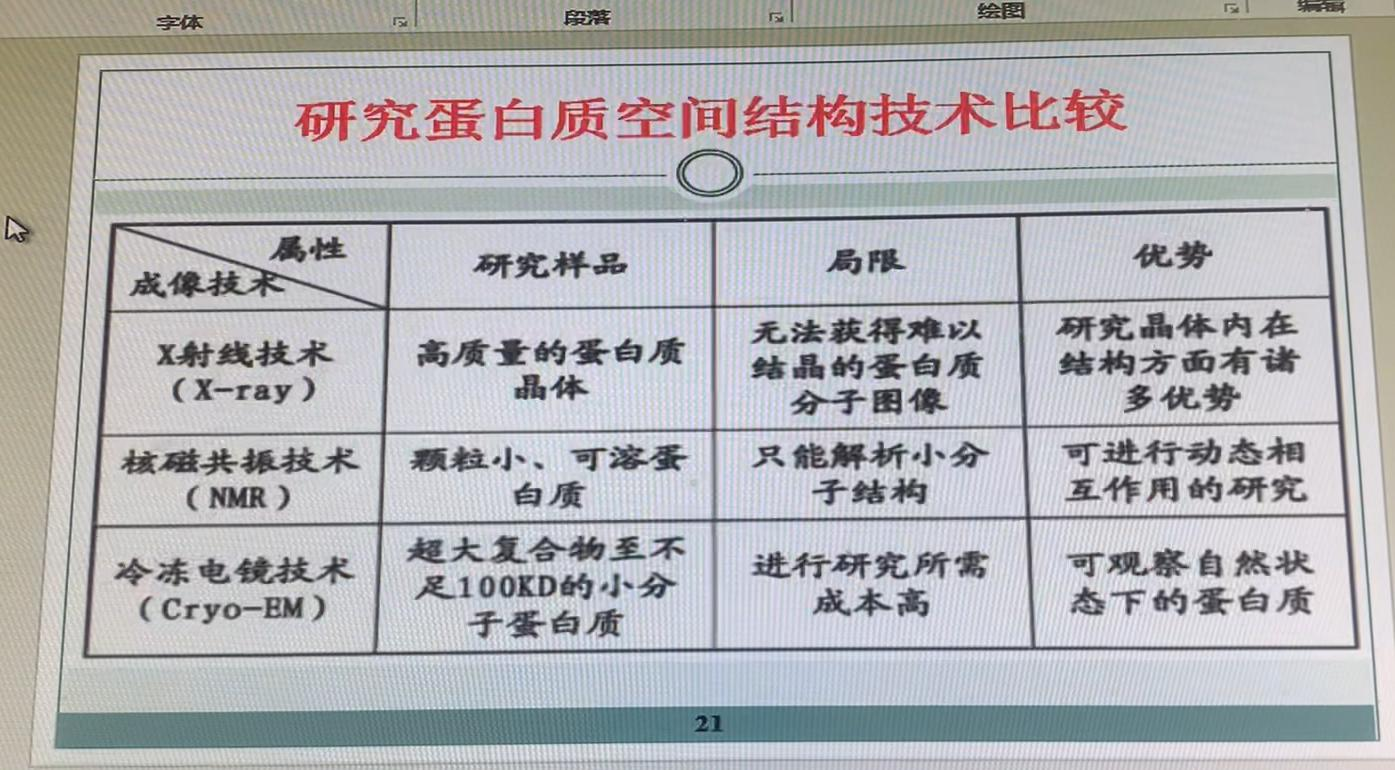 字体 段落 绘图 编辑
研究蛋白质空间结构技术比较
属性
成像技术
研究样品
局限
优势
X射线技术
（X-ray）
高质量的蛋白质
晶体
无法获得难以
结晶的蛋白质
分子图像
研究晶体内在
结构方面有诸
多优势
核磁共振技术
（NMR）
颗粒小、可溶蛋
白质
只能解析小分
子结构
可进行动态相
互作用的研究
冷冻电镜技术
（Cryo-EM）
超大复合物至不
足100KD的小分
子蛋白质
进行研究所需
成本高
可观察自然状
态下的蛋白质
21